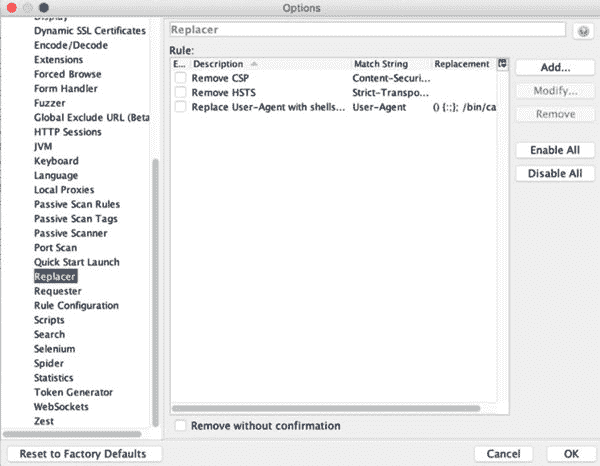 Options
Display
Dynamic SSL Certificates
Encode/Decode
Extensions
Forced Browse
Form Handler
Fuzzer
Global Exclude URL (Beta
HTTP Sessions
JVM
Keyboard
Language
Local Proxies
Passive Scan Rules
Passive Scan Tags
Passive Scanner
Port Scan
Quick Start Launch
Replacer
Requester
Rule Configuration
Scripts
Search
Selenium
Spider
Statistics
Token Generator
WebSockets
Zest
Replacer
Rule:
E... Description Match String Replacement
Remove CSP Content-Securi...
Remove HSTS Strict-Transpo...
Replace User-Agent with shells... User-Agent () {:;}; /bin/ca
Remove without confirmation
Add...
Modify...
Remove
Enable All
Disable All
Reset to Factory Defaults
Cancel
OK